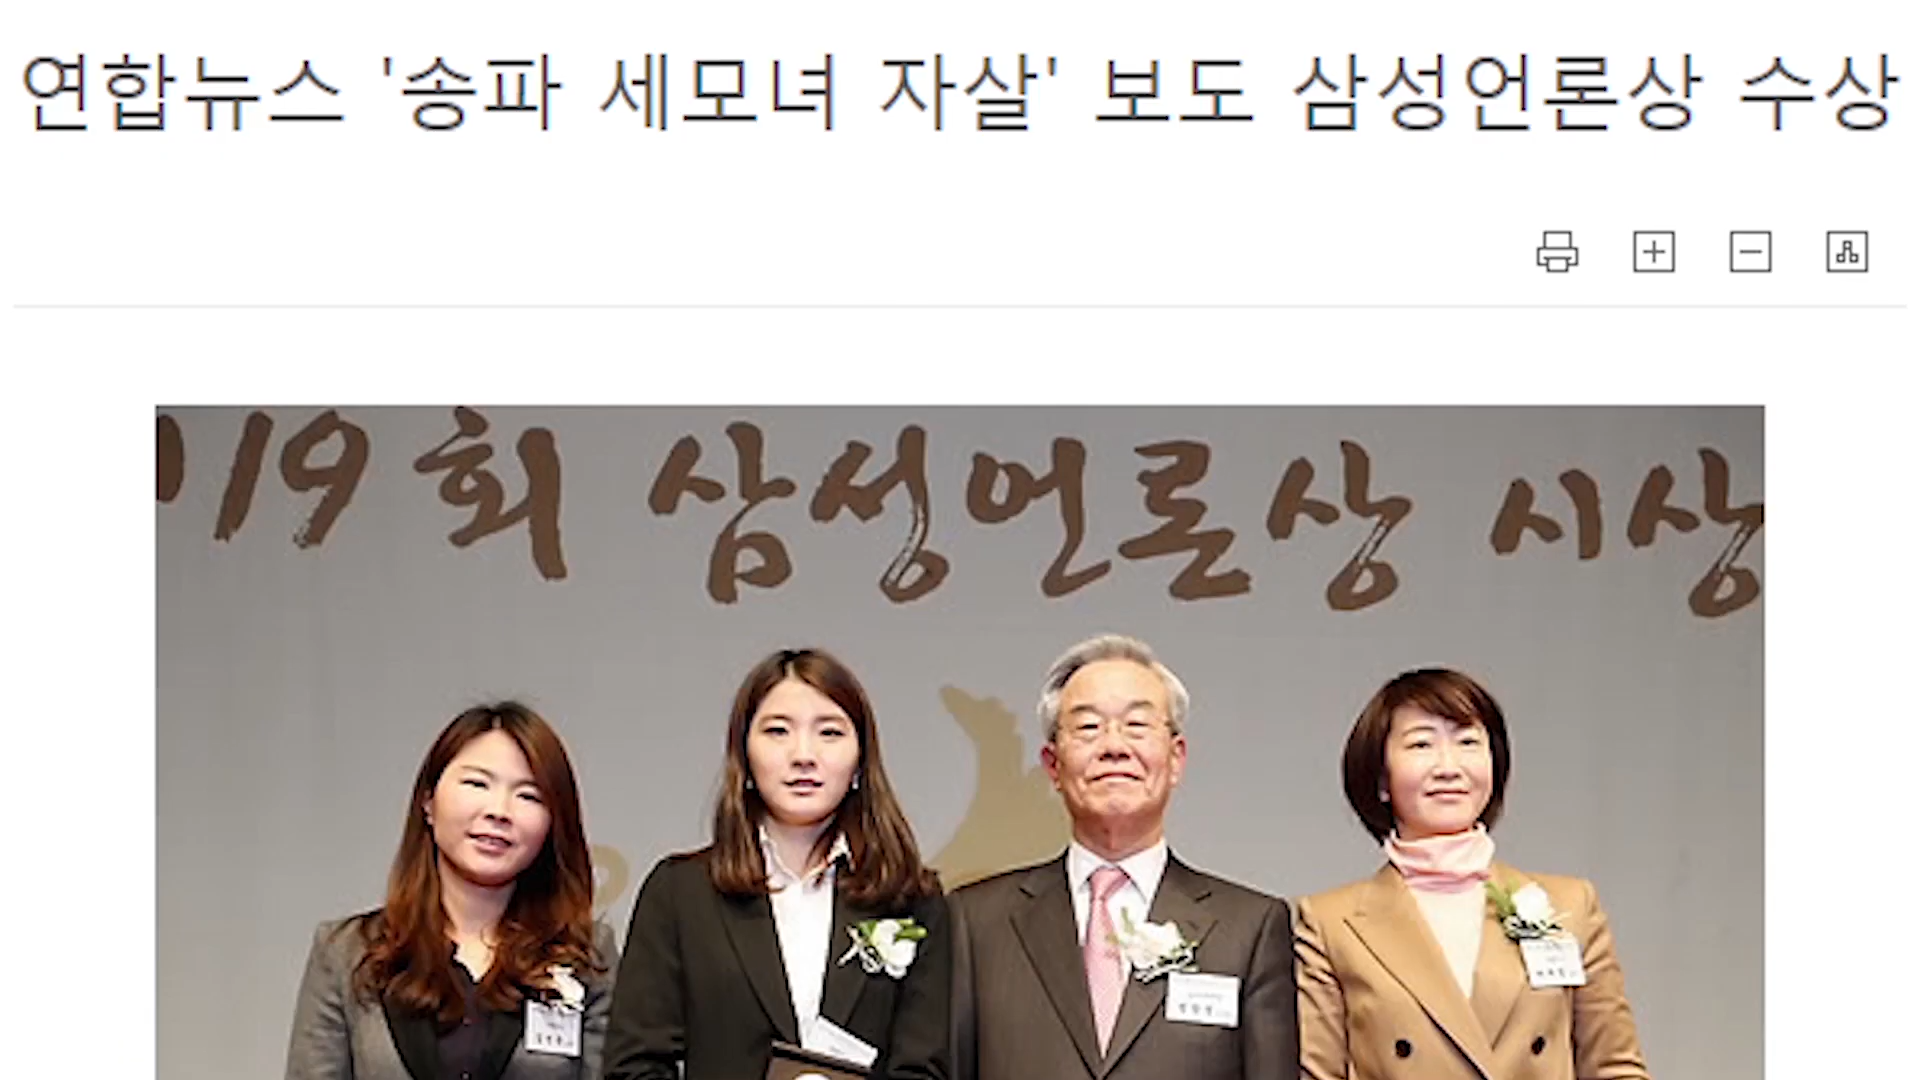 연합뉴스 '송파 세모녀 자살' 보도 삼성언론상 수상
19회 삼성언론상 시상